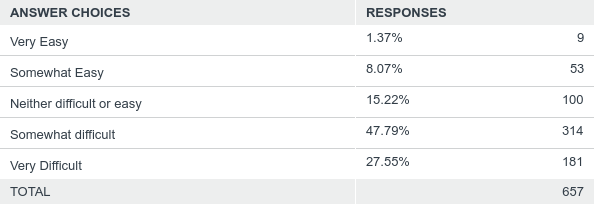 ANSWER CHOICES RESPONSES
Very Easy 1.37% 9
Somewhat Easy 8.07% 53
Neither difficult or easy 15.22% 100
Somewhat difficult 47.79% 314
Very Difficult 27.55% 181
TOTAL 657